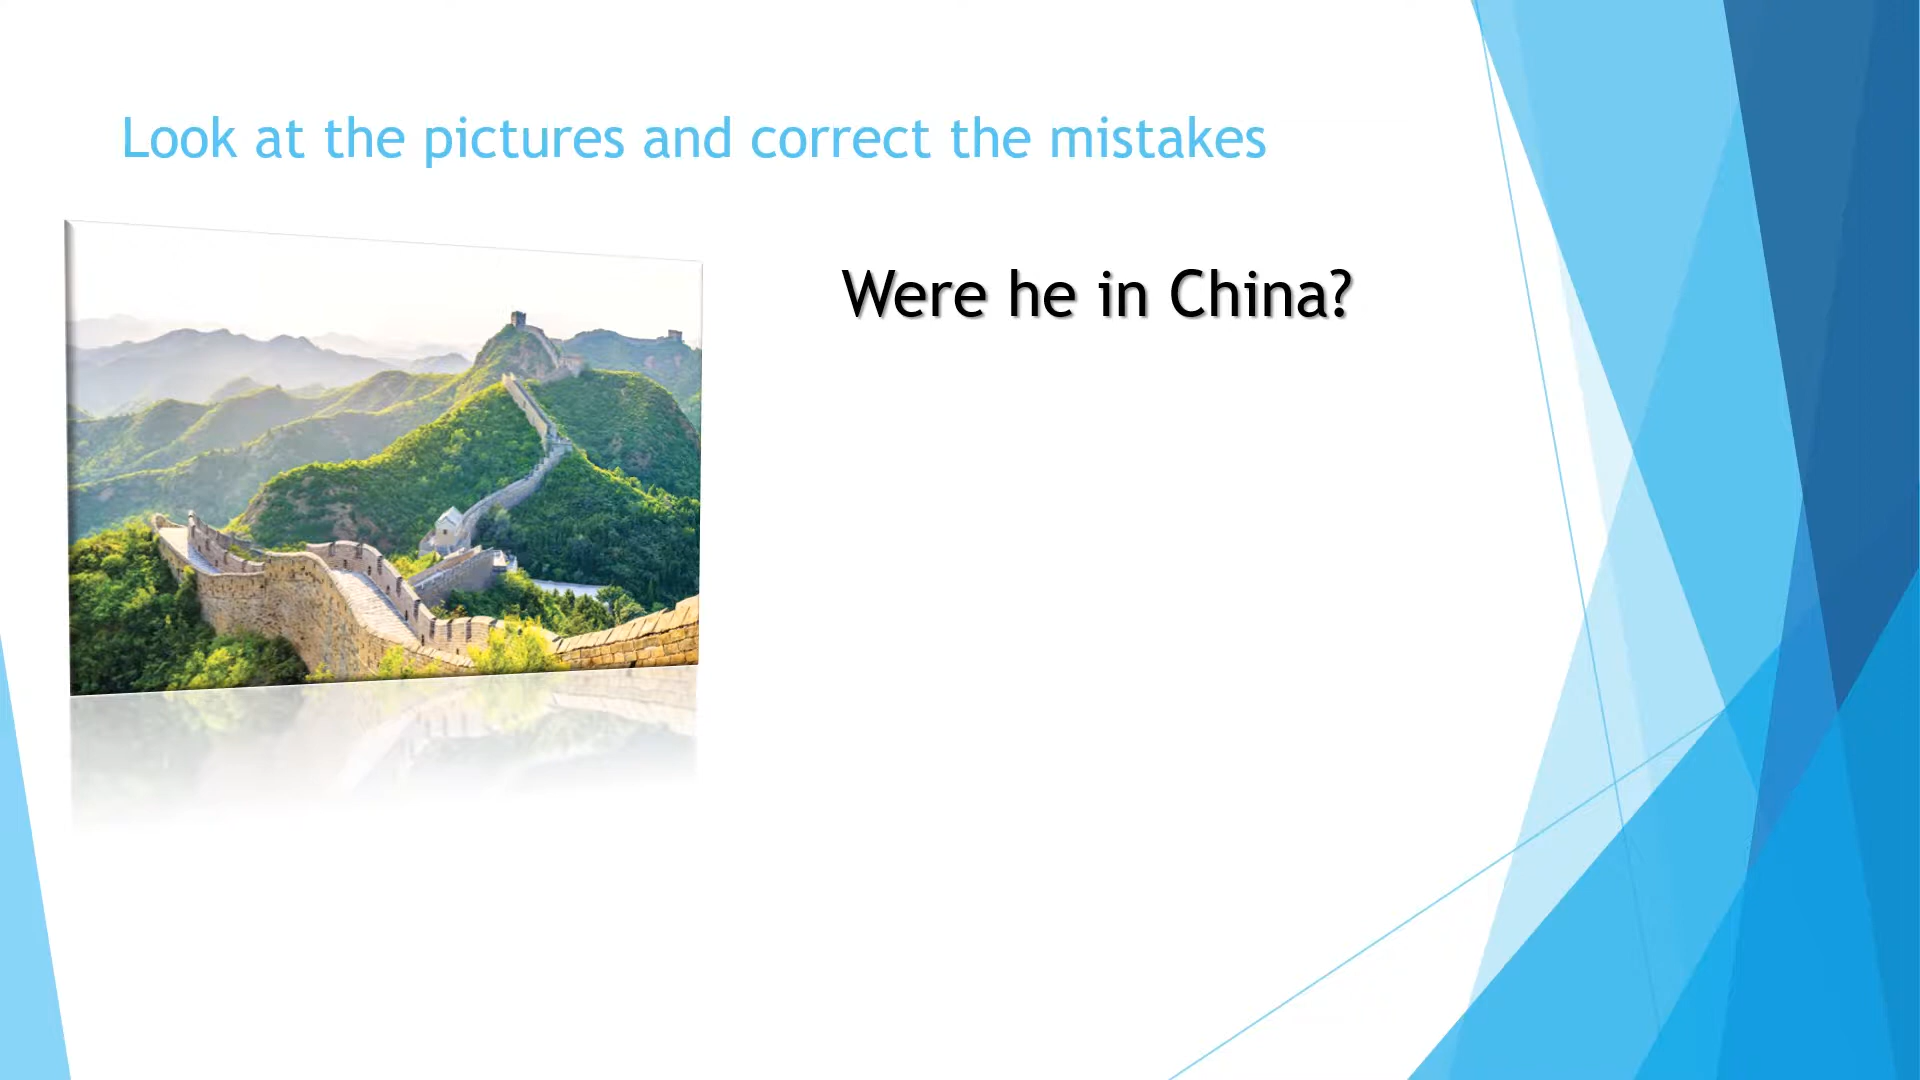 Look at the pictures and correct the mistakes
Were he in China?